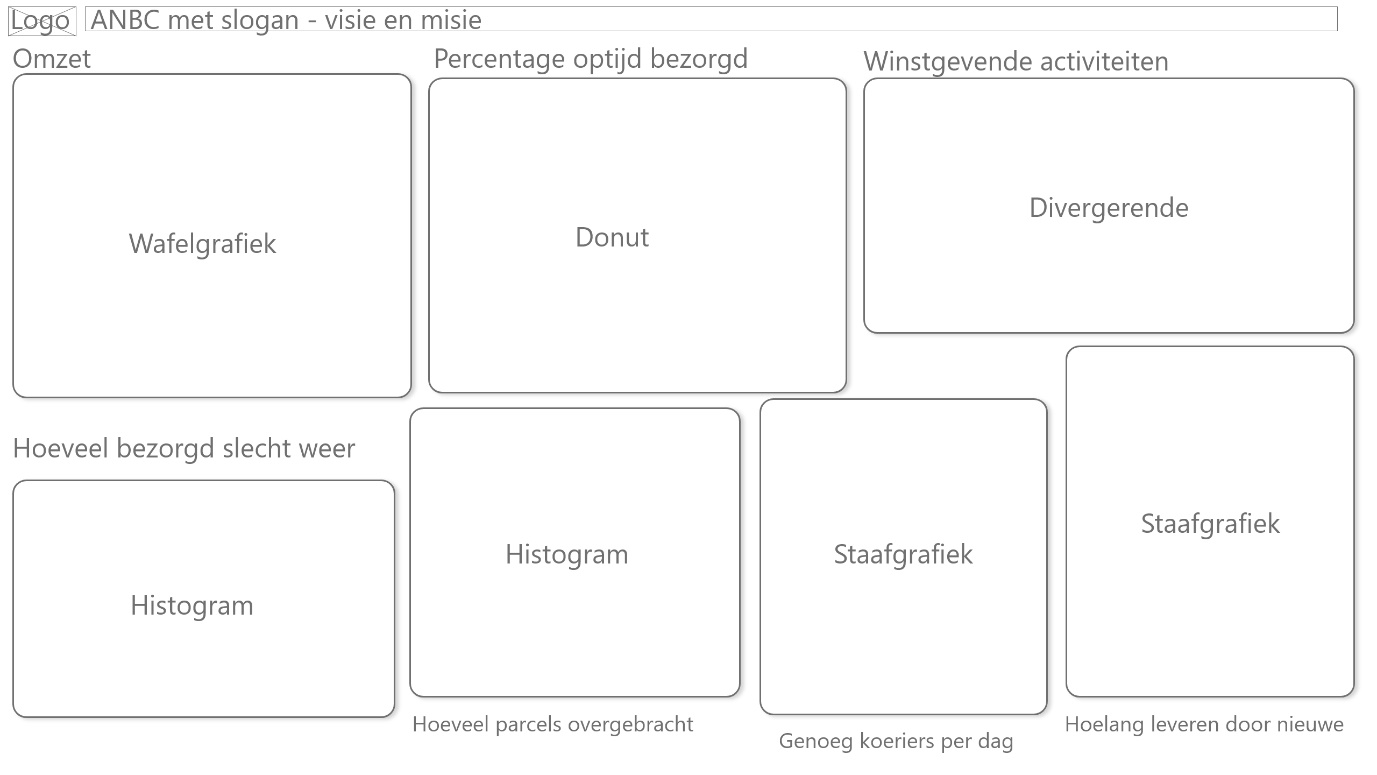 Logo
ANBC met slogan - visie en misie
Omzet
Percentage optijd bezorgd
Winstgevende activiteiten
Wafelgrafiek
Donut
Divergerende
Hoeveel bezorgd slecht weer
Histogram
Histogram
Staafgrafiek
Staafgrafiek
Hoeveel parcels overgebracht
Genoeg koeriers per dag
Hoelang leveren door nieuwe